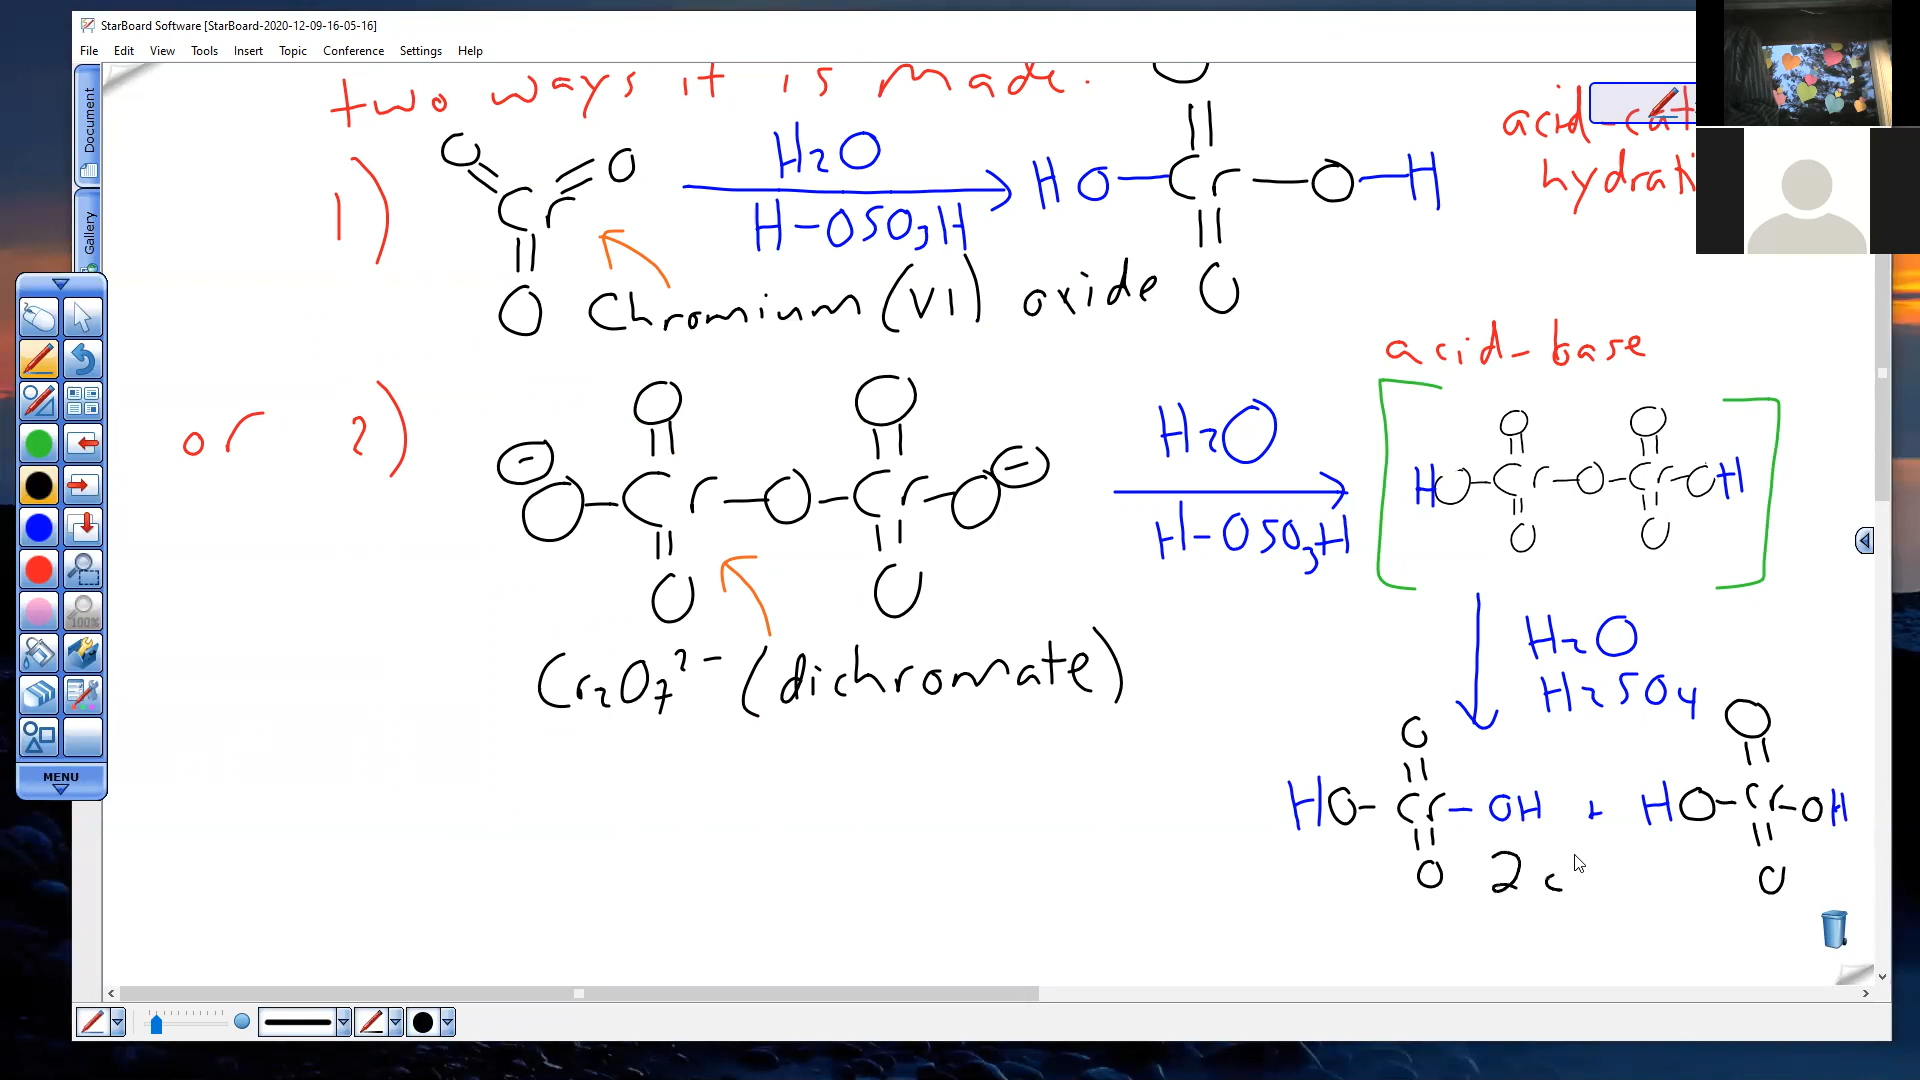 StarBoard Software [StarBoard-2020-12-09-16-05-16]
File Edit View Tools Insert Topic Conference Settings Help
Document
Gallery
two ways it is made.
1)
O O
Cr
O
H2O
H-OSO3H
O
HO-Cr-O-H
O
Chromium (VI) oxide
or 2)
O O
⊖O-Cr-O-Cr-O⊖
O O
Cr2O7 2- (dichromate)
H2O
H-OSO3H
acid-base
O O
HO-Cr-O-Cr-OH
O O
H2O
H2SO4
O O
HO-Cr-OH + HO-Cr-OH
O O
2 c
100%
MENU